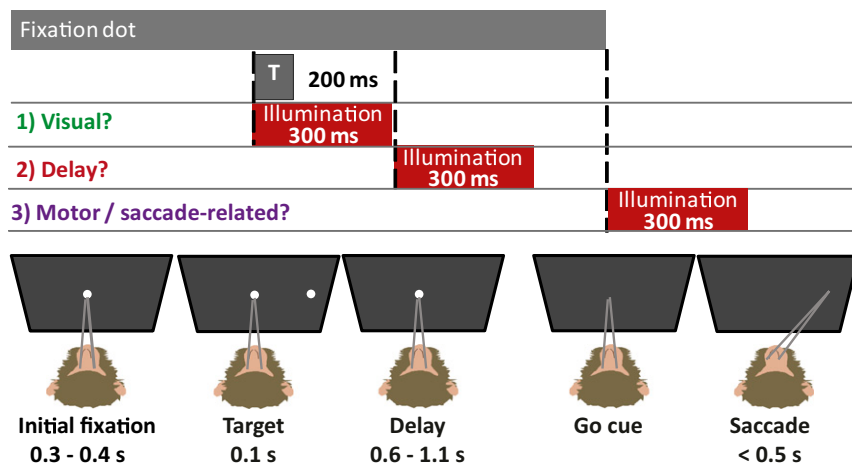 Fixation dot
T
200 ms
1) Visual?
Illumination
300 ms
2) Delay?
Illumination
300 ms
3) Motor / saccade-related?
Illumination
300 ms
Initial fixation
0.3 - 0.4 s
Target
0.1 s
Delay
0.6 - 1.1 s
Go cue
Saccade
< 0.5 s